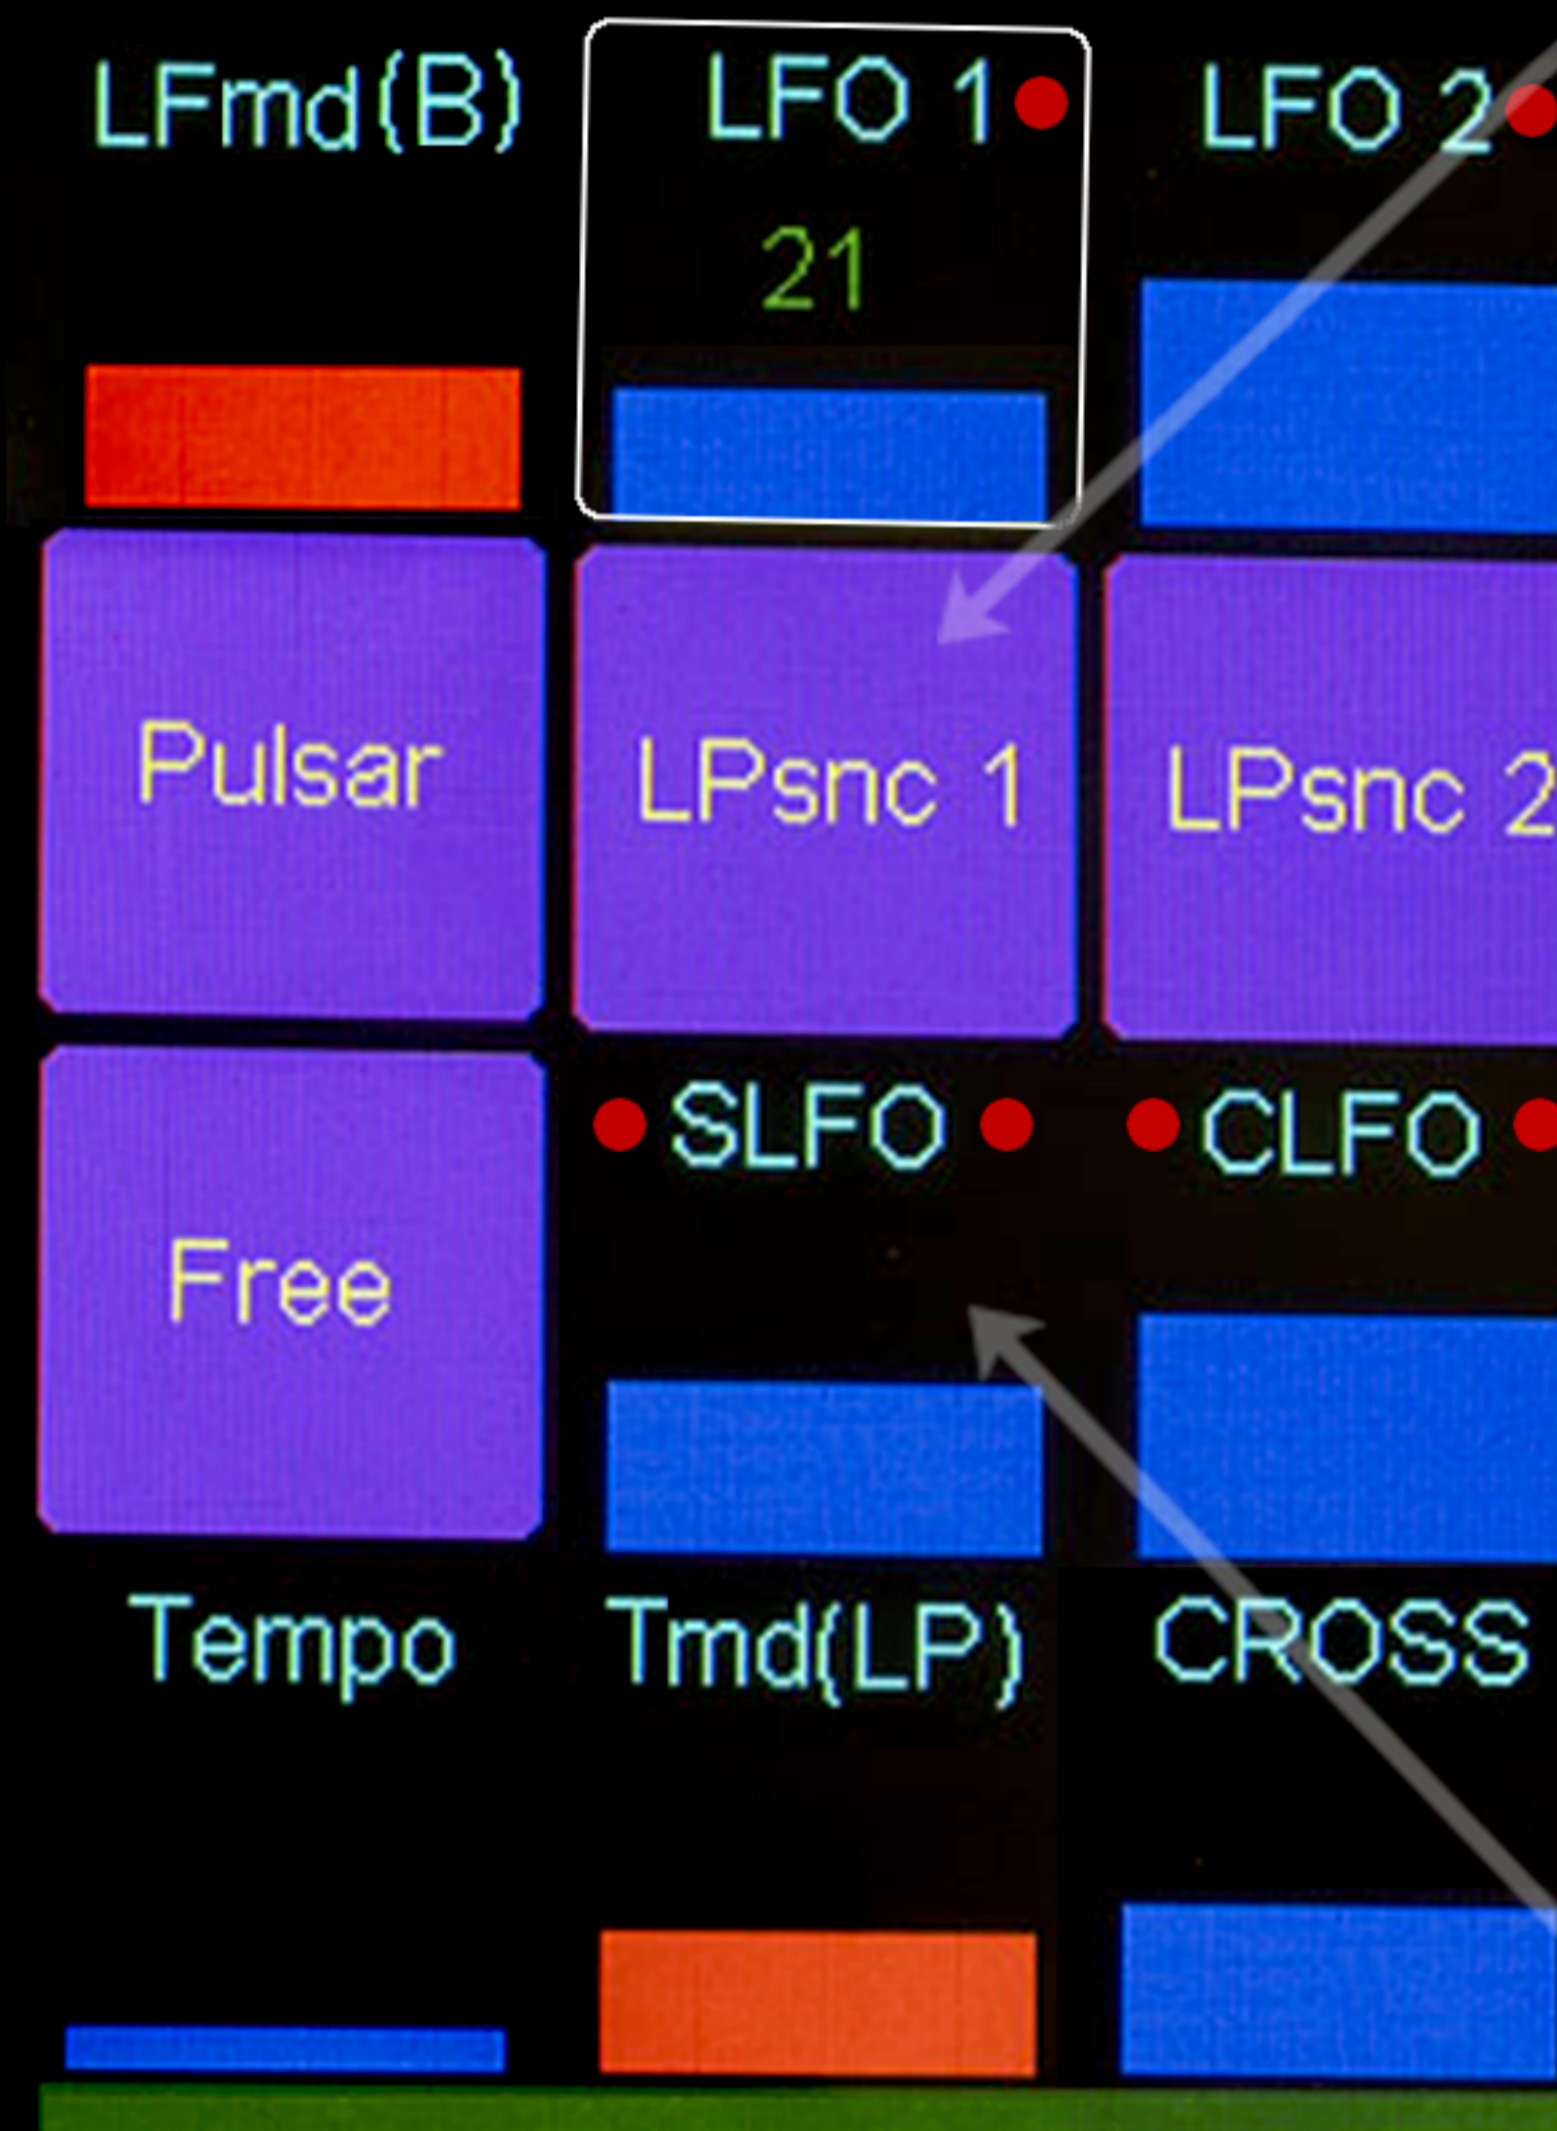 LFmd(B) LFO 1 LFO 2
21
Pulsar LPsnc 1 LPsnc 2
Free SLFO CLFO
Tempo Tmd(LP) CROSS